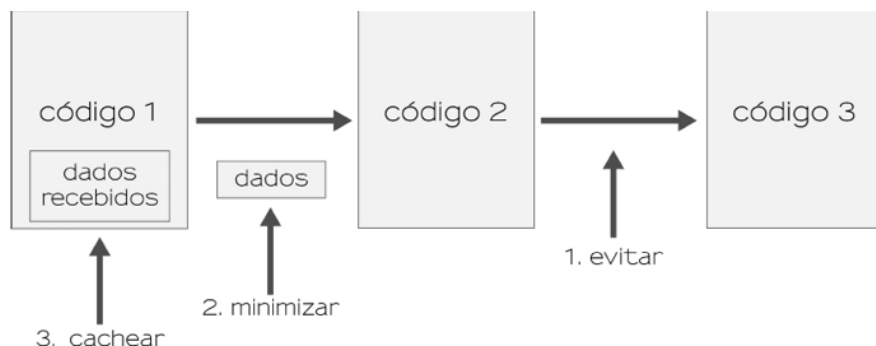 código 1
código 2
código 3
dados
recebidos
dados
1. evitar
2. minimizar
3. cachear